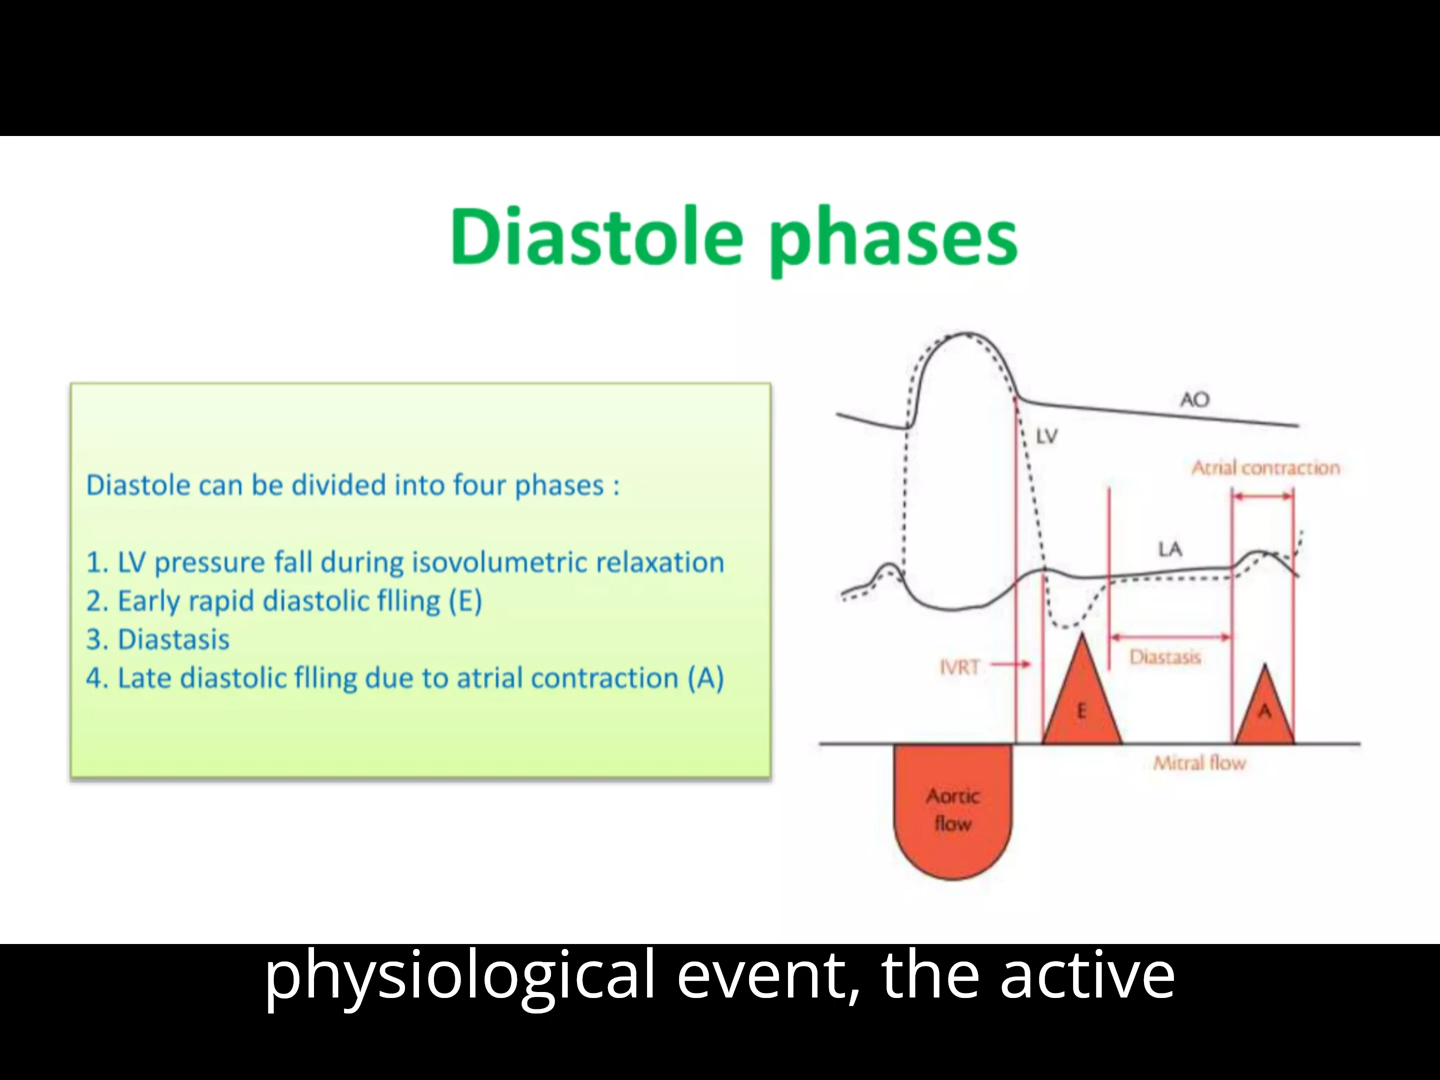 Diastole phases
Diastole can be divided into four phases :
1. LV pressure fall during isovolumetric relaxation
2. Early rapid diastolic flling (E)
3. Diastasis
4. Late diastolic flling due to atrial contraction (A)
AO
LV
Atrial contraction
LA
IVRT
Diastasis
E
A
Mitral flow
Aortic
flow
physiological event, the active